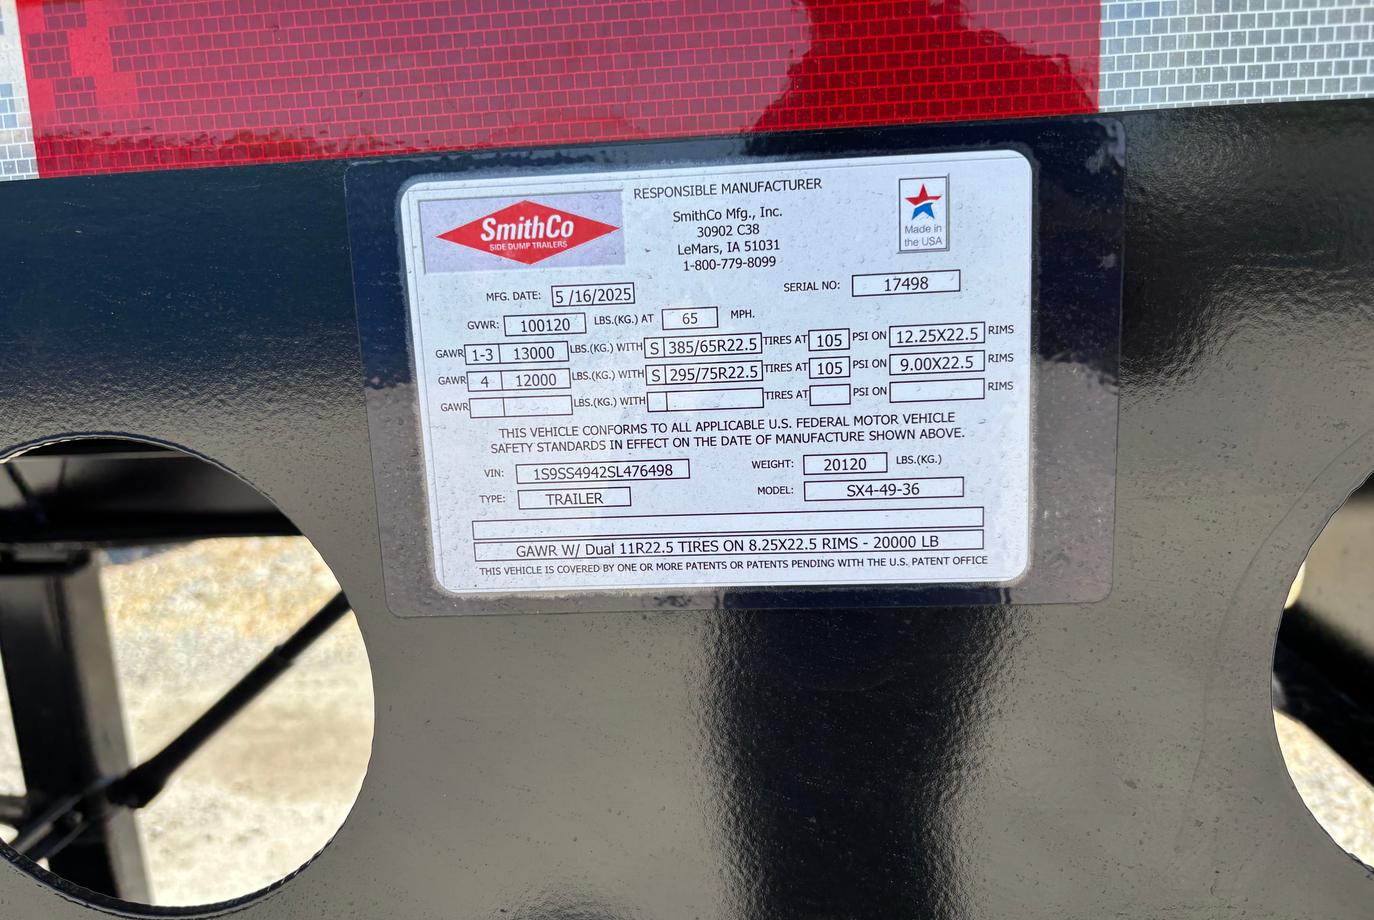 SmithCo
SIDE DUMP TRAILERS
RESPONSIBLE MANUFACTURER
SmithCo Mfg., Inc.
30902 C38
LeMars, IA 51031
1-800-779-8099
Made in
the USA
MFG. DATE: 5 /16/2025 SERIAL NO: 17498
GVWR: 100120 LBS.(KG.) AT 65 MPH.
GAWR 1-3 13000 LBS.(KG.) WITH S 385/65R22.5 TIRES AT 105 PSI ON 12.25X22.5 RIMS
GAWR 4 12000 LBS.(KG.) WITH S 295/75R22.5 TIRES AT 105 PSI ON 9.00X22.5 RIMS
GAWR LBS.(KG.) WITH TIRES AT PSI ON RIMS
THIS VEHICLE CONFORMS TO ALL APPLICABLE U.S. FEDERAL MOTOR VEHICLE
SAFETY STANDARDS IN EFFECT ON THE DATE OF MANUFACTURE SHOWN ABOVE.
VIN: 1S9SS4942SL476498 WEIGHT: 20120 LBS.(KG.)
TYPE: TRAILER MODEL: SX4-49-36
GAWR W/ Dual 11R22.5 TIRES ON 8.25X22.5 RIMS - 20000 LB
THIS VEHICLE IS COVERED BY ONE OR MORE PATENTS OR PATENTS PENDING WITH THE U.S. PATENT OFFICE